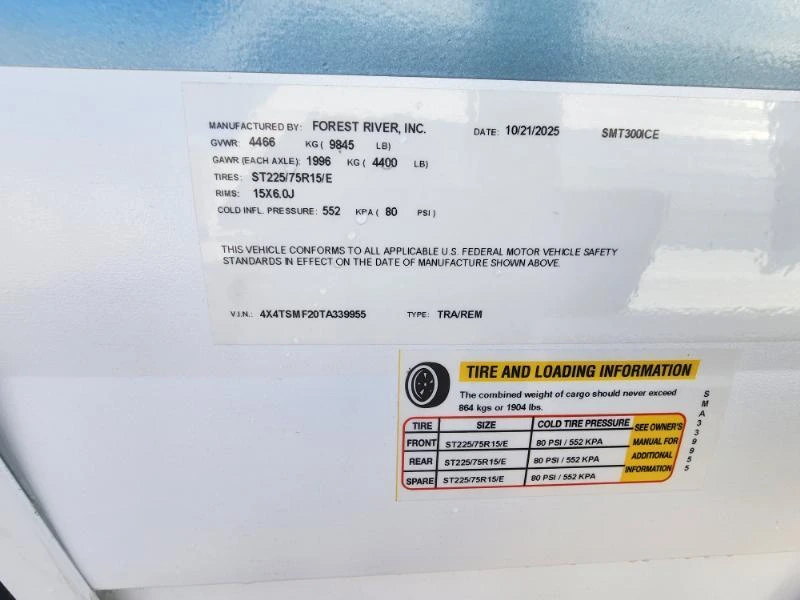 MANUFACTURED BY: FOREST RIVER, INC. DATE: 10/21/2025 SMT300ICE
GVWR: 4466 KG ( 9845 LB)
GAWR (EACH AXLE): 1996 KG ( 4400 LB)
TIRES: ST225/75R15/E
RIMS: 15X6.0J
COLD INFL. PRESSURE: 552 KPA ( 80 PSI )
THIS VEHICLE CONFORMS TO ALL APPLICABLE U.S. FEDERAL MOTOR VEHICLE SAFETY
STANDARDS IN EFFECT ON THE DATE OF MANUFACTURE SHOWN ABOVE.
V.I.N.: 4X4TSMF20TA339955 TYPE: TRA/REM
TIRE AND LOADING INFORMATION
The combined weight of cargo should never exceed
864 kgs or 1904 lbs.
TIRE SIZE COLD TIRE PRESSURE SEE OWNER'S
FRONT ST225/75R15/E 80 PSI / 552 KPA MANUAL FOR
REAR ST225/75R15/E 80 PSI / 552 KPA ADDITIONAL
SPARE ST225/75R15/E 80 PSI / 552 KPA INFORMATION
SMA339955